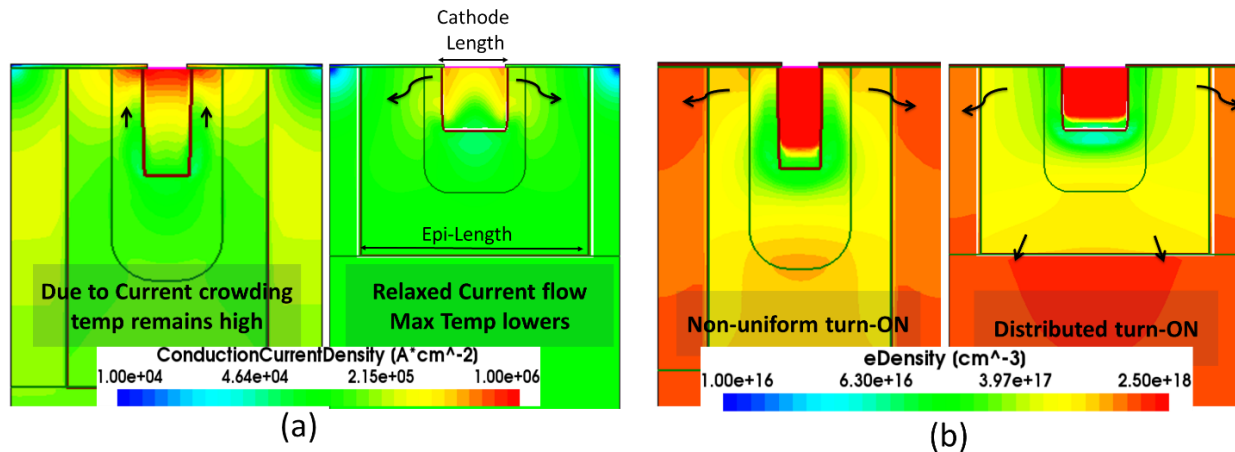 Cathode
Length
Epi-Length
Due to Current crowding
temp remains high
Relaxed Current flow
Max Temp lowers
ConductionCurrentDensity (A*cm^-2)
1.00e+04 4.64e+04 2.15e+05 1.00e+06
(a)
Non-uniform turn-ON
Distributed turn-ON
eDensity (cm^-3)
1.00e+16 6.30e+16 3.97e+17 2.50e+18
(b)